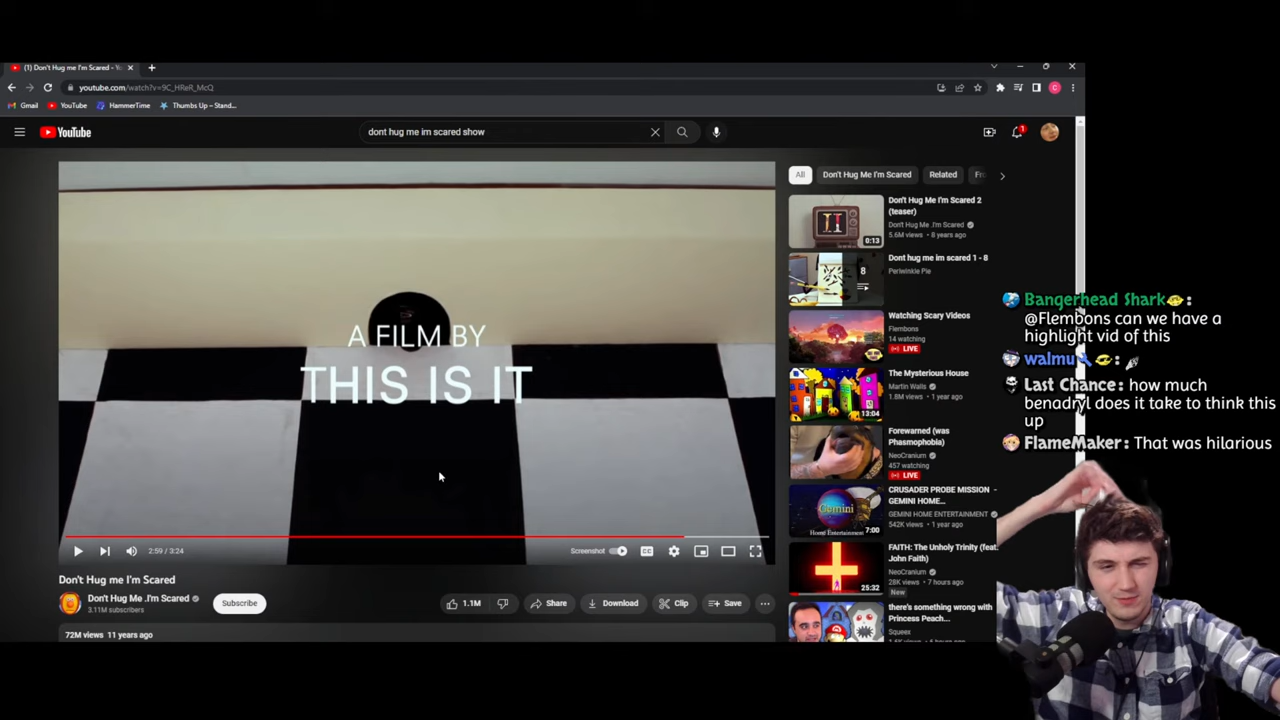 (1) Don't Hug me I'm Scared - Yo
youtube.com/watch?v=9C_HReR_McQ
Gmail
YouTube
HammerTime
Thumbs Up – Stand...
YouTube
dont hug me im scared show
1
A FILM BY
THIS IS IT
2:59 / 3:24
Screenshot
CC
Don't Hug me I'm Scared
Don't Hug Me .I'm Scared
3.11M subscribers
Subscribe
1.1M
Share
Download
Clip
Save
72M views 11 years ago
All
Don't Hug Me I'm Scared
Related
Fro
Don't Hug Me I'm Scared 2
(teaser)
Don't Hug Me .I'm Scared
5.6M views • 8 years ago
0:13
Dont hug me im scared 1 - 8
Periwinkle Pie
8
Watching Scary Videos
Flembons
14 watching
LIVE
The Mysterious House
Martin Walls
1.8M views • 1 year ago
13:04
Forewarned (was
Phasmophobia)
NeoCranium
457 watching
LIVE
CRUSADER PROBE MISSION –
GEMINI HOME...
GEMINI HOME ENTERTAINMENT
542K views • 1 year ago
Gemini
Home Entertainment
7:00
FAITH: The Unholy Trinity (feat.
John Faith)
NeoCranium
28K views • 7 hours ago
New
25:32
there's something wrong with
Princess Peach...
Squeex
Bangerhead Shark:
@Flembons can we have a
highlight vid of this
walmu:
Last Chance: how much
benadryl does it take to think this
up
FlameMaker: That was hilarious